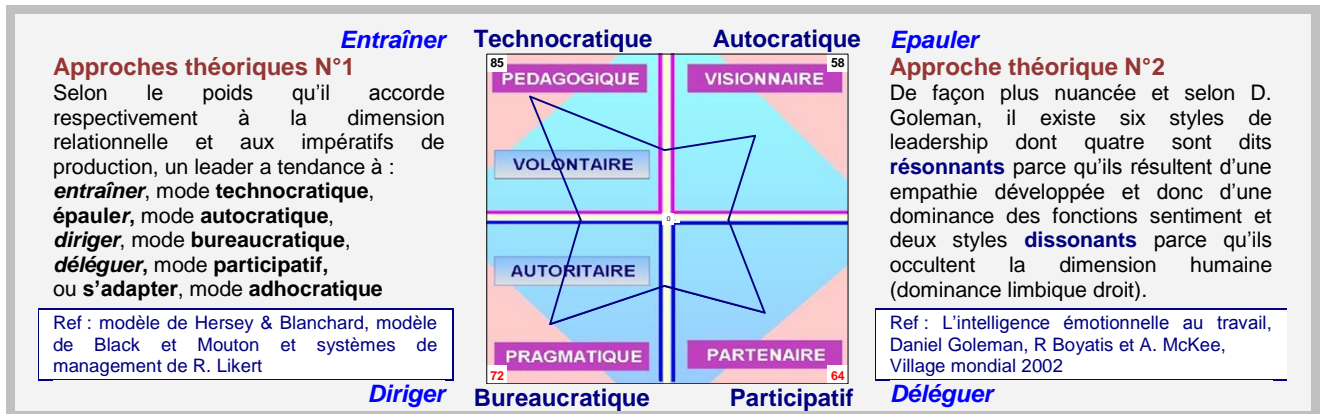 Entraîner
Approches théoriques N°1
Selon le poids qu'il accorde
respectivement à la dimension
relationnelle et aux impératifs de
production, un leader a tendance à :
entraîner, mode technocratique,
épauler, mode autocratique,
diriger, mode bureaucratique,
déléguer, mode participatif,
ou s'adapter, mode adhocratique
Ref : modèle de Hersey & Blanchard, modèle
de Black et Mouton et systèmes de
management de R. Likert
Diriger
Technocratique Autocratique
85 58
PEDAGOGIQUE VISIONNAIRE
VOLONTAIRE
0
AUTORITAIRE
PRAGMATIQUE PARTENAIRE
72 64
Bureaucratique Participatif
Epauler
Approche théorique N°2
De façon plus nuancée et selon D.
Goleman, il existe six styles de
leadership dont quatre sont dits
résonnants parce qu'ils résultent d'une
empathie développée et donc d'une
dominance des fonctions sentiment et
deux styles dissonants parce qu'ils
occultent la dimension humaine
(dominance limbique droit).
Ref : L'intelligence émotionnelle au travail,
Daniel Goleman, R Boyatis et A. McKee,
Village mondial 2002
Déléguer